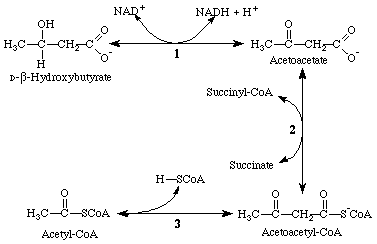 NAD+ NADH + H+
OH O
H3C—C—CH2—C O O-
H
1
H3C CH2—C O O-
D-β-Hydroxybutyrate Acetoacetate
Succinyl-CoA
2
Succinate
H—SCoA
O
H3C—C—SCoA
3
O O
H3C CH2—C—S-CoA
Acetyl-CoA Acetoacetyl-CoA